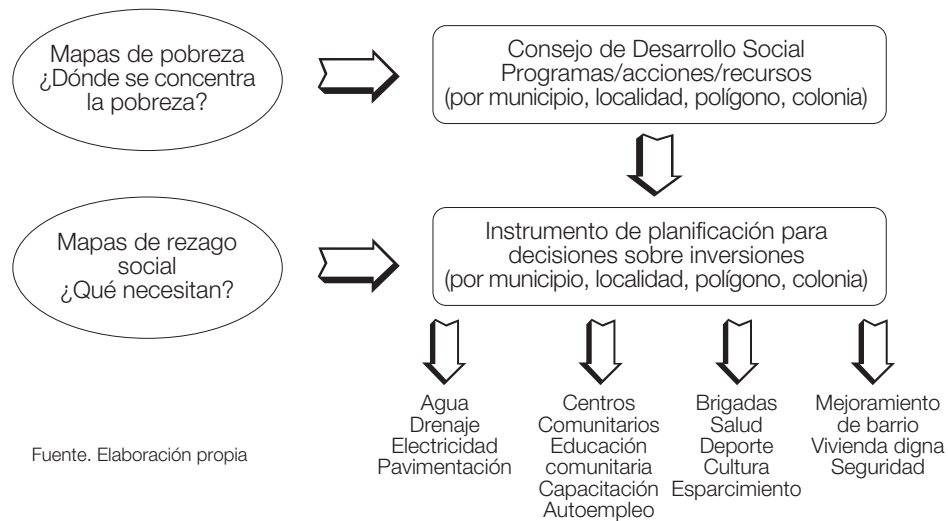 Mapas de pobreza
¿Dónde se concentra
la pobreza?
Consejo de Desarrollo Social
Programas/acciones/recursos
(por municipio, localidad, polígono, colonia)
Mapas de rezago
social
¿Qué necesitan?
Instrumento de planificación para
decisiones sobre inversiones
(por municipio, localidad, polígono, colonia)
Agua
Drenaje
Electricidad
Pavimentación
Centros
Comunitarios
Educación
comunitaria
Capacitación
Autoempleo
Brigadas
Salud
Deporte
Cultura
Esparcimiento
Mejoramiento
de barrio
Vivienda digna
Seguridad
Fuente. Elaboración propia